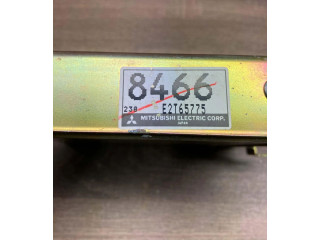 8466
238 E2T65775
MITSUBISHI ELECTRIC CORP.